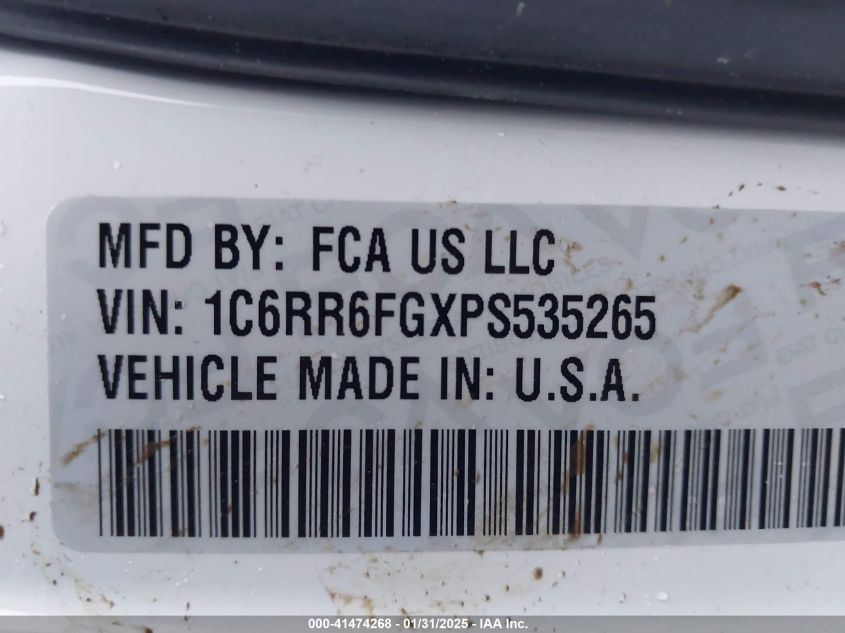 MFD BY: FCA US LLC
VIN: 1C6RR6FGXPS535265
VEHICLE MADE IN: U.S.A.
000-41474268 - 01/31/2025 - IAA Inc.